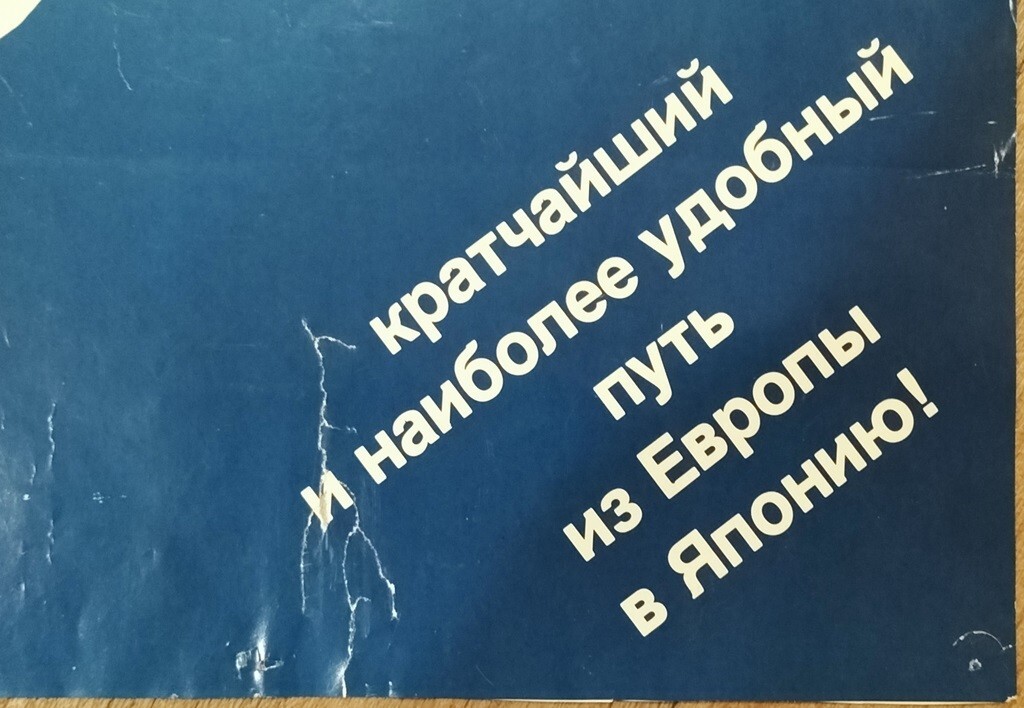 кратчайший
и наиболее удобный
путь
из Европы
в Японию!